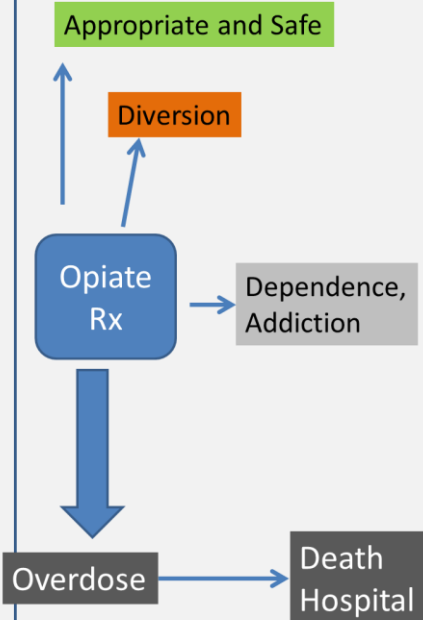 Appropriate and Safe
Diversion
Opiate
Rx
Dependence,
Addiction
Overdose
Death
Hospital